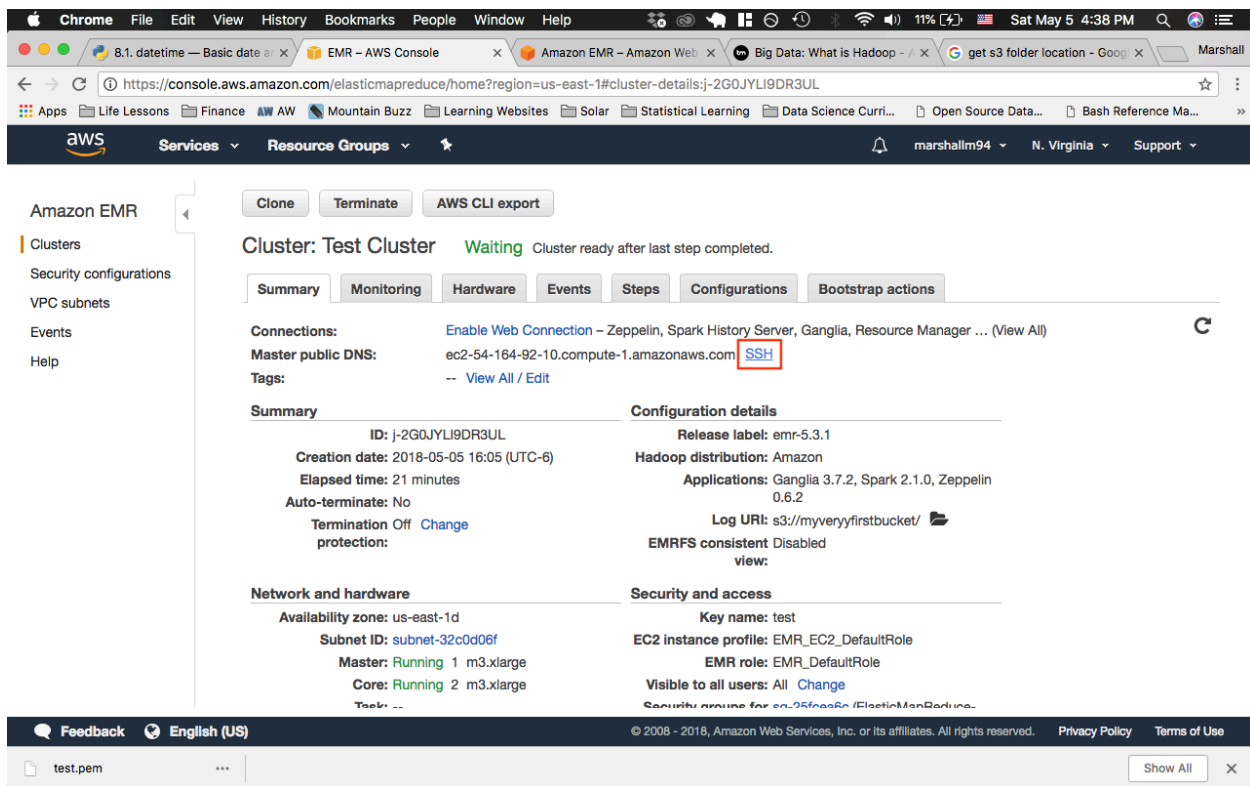 Chrome File Edit View History Bookmarks People Window Help 11% Sat May 5 4:38 PM
8.1. datetime — Basic date ar EMR – AWS Console Amazon EMR – Amazon Web Big Data: What is Hadoop - A get s3 folder location - Goog Marshall
https://console.aws.amazon.com/elasticmapreduce/home?region=us-east-1#cluster-details:j-2G0JYLI9DR3UL
Apps Life Lessons Finance AW AW Mountain Buzz Learning Websites Solar Statistical Learning Data Science Curri... Open Source Data... Bash Reference Ma... »
aws Services Resource Groups marshallm94 N. Virginia Support
Amazon EMR
Clusters
Security configurations
VPC subnets
Events
Help
Clone Terminate AWS CLI export
Cluster: Test Cluster Waiting Cluster ready after last step completed.
Summary Monitoring Hardware Events Steps Configurations Bootstrap actions
Connections: Enable Web Connection – Zeppelin, Spark History Server, Ganglia, Resource Manager … (View All)
Master public DNS: ec2-54-164-92-10.compute-1.amazonaws.com SSH
Tags: -- View All / Edit
Summary
ID: j-2G0JYLI9DR3UL
Creation date: 2018-05-05 16:05 (UTC-6)
Elapsed time: 21 minutes
Auto-terminate: No
Termination Off Change
protection:
Configuration details
Release label: emr-5.3.1
Hadoop distribution: Amazon
Applications: Ganglia 3.7.2, Spark 2.1.0, Zeppelin
0.6.2
Log URI: s3://myveryyfirstbucket/
EMRFS consistent Disabled
view:
Network and hardware
Availability zone: us-east-1d
Subnet ID: subnet-32c0d06f
Master: Running 1 m3.xlarge
Core: Running 2 m3.xlarge
Task: --
Security and access
Key name: test
EC2 instance profile: EMR_EC2_DefaultRole
EMR role: EMR_DefaultRole
Visible to all users: All Change
Security groups for sg-25fcea6c (ElasticMapReduce-
Feedback English (US) © 2008 - 2018, Amazon Web Services, Inc. or its affiliates. All rights reserved. Privacy Policy Terms of Use
test.pem Show All